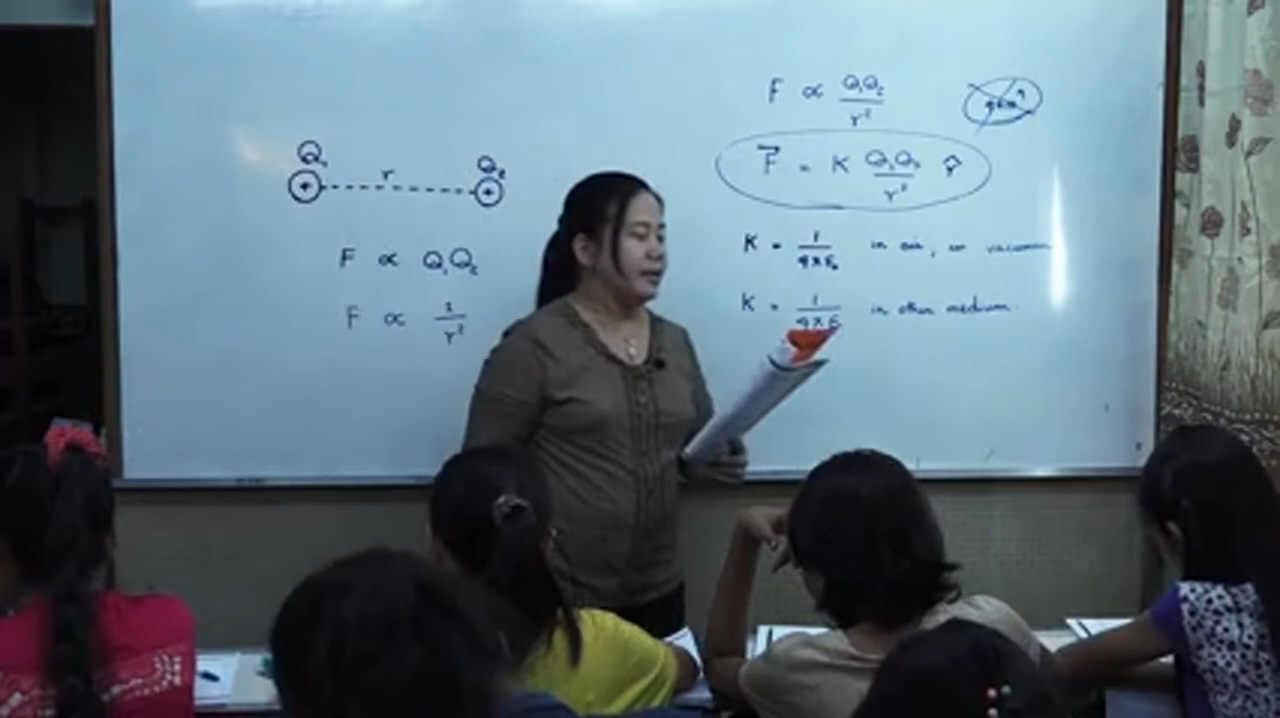 Q₁ Q₂
+ r +
F ∝ Q₁Q₂
F ∝ 1/r²
F ∝ Q₁Q₂/r²
F⃗ = K Q₁Q₂/r² r̂
K = 1/4πε₀ in air, or vacuum
K = 1/4πε in other medium